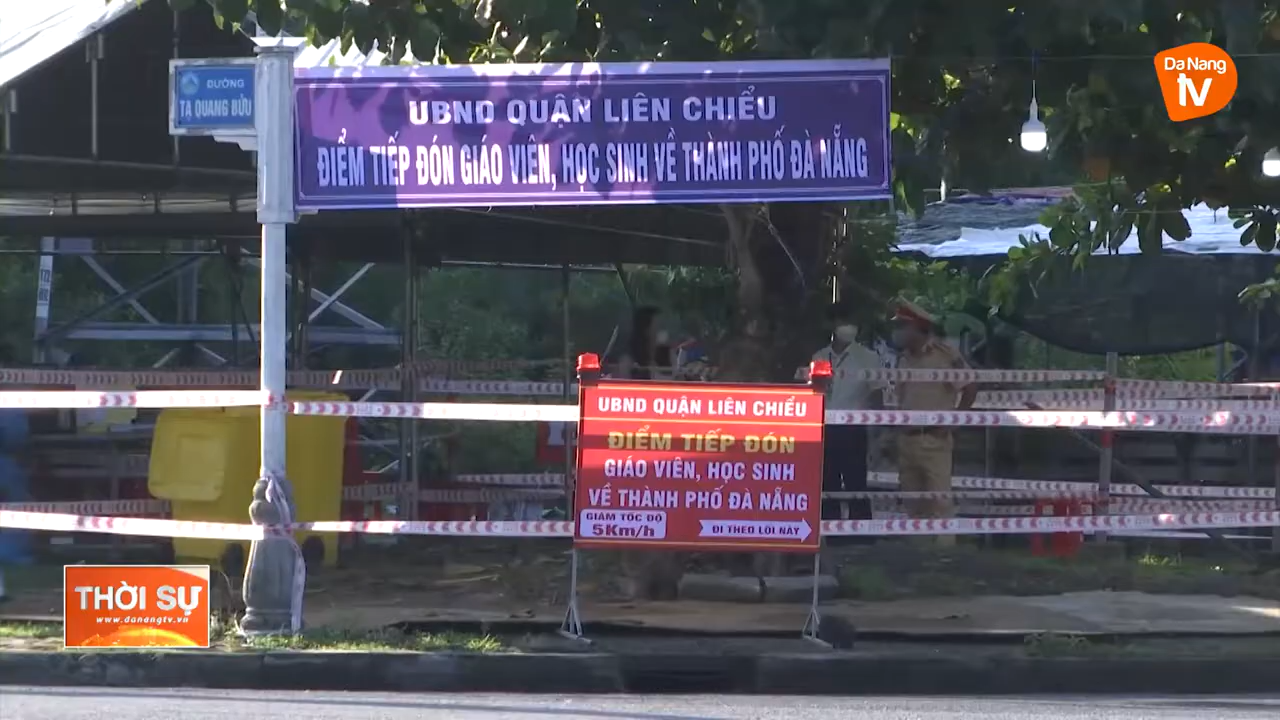 Da Nang
tv
ĐƯỜNG
TẠ QUANG BỬU
UBND QUẬN LIÊN CHIỂU
ĐIỂM TIẾP ĐÓN GIÁO VIÊN, HỌC SINH VỀ THÀNH PHỐ ĐÀ NẴNG
UBND QUẬN LIÊN CHIỂU
ĐIỂM TIẾP ĐÓN
GIÁO VIÊN, HỌC SINH
VỀ THÀNH PHỐ ĐÀ NẴNG
GIẢM TỐC ĐỘ
5Km/h
ĐI THEO LỐI NÀY
THỜI SỰ
www.danangtv.vn